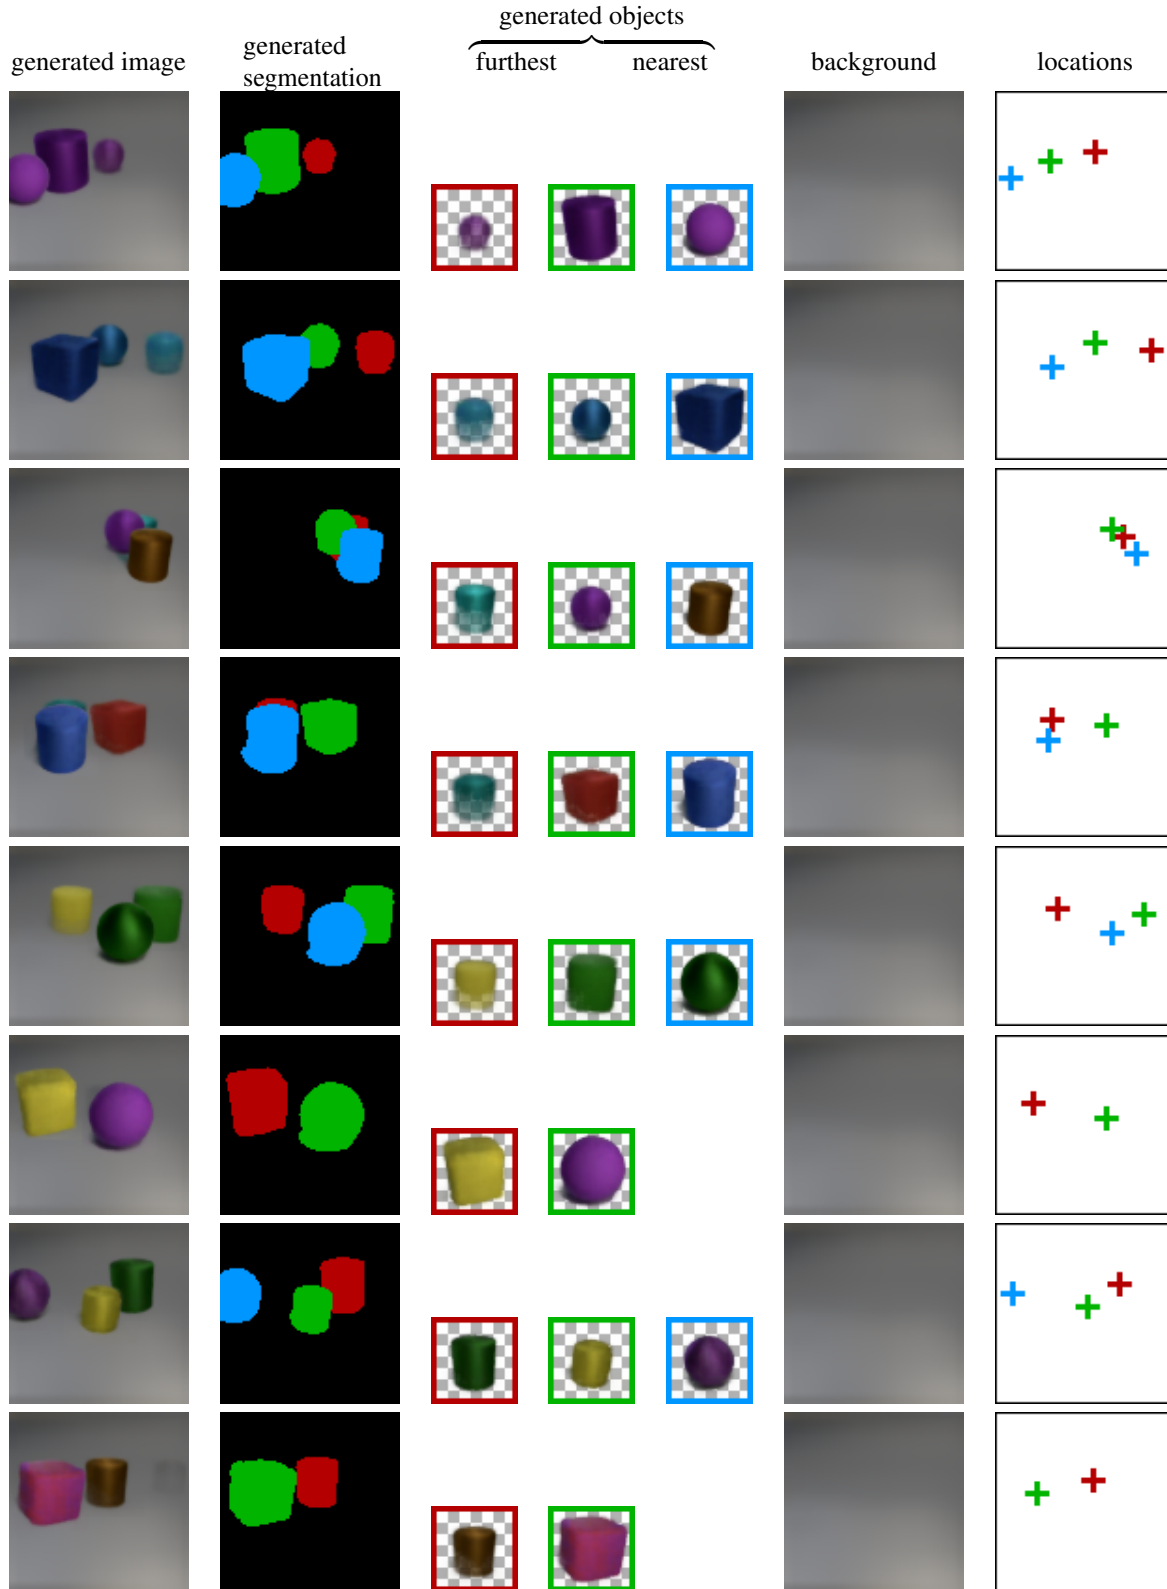 generated objects
generated image
generated
segmentation
furthest
nearest
background
locations